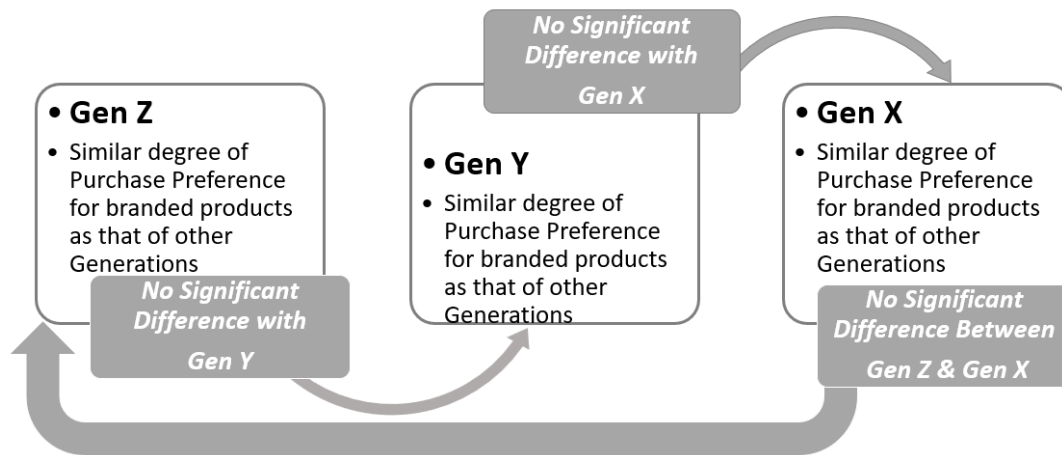 • Gen Z
• Similar degree of
Purchase Preference
for branded products
as that of other
Generations
No Significant
Difference with
Gen Y
No Significant
Difference with
Gen X
• Gen Y
• Similar degree of
Purchase Preference
for branded products
as that of other
Generations
• Gen X
• Similar degree of
Purchase Preference
for branded products
as that of other
Generations
No Significant
Difference Between
Gen Z & Gen X